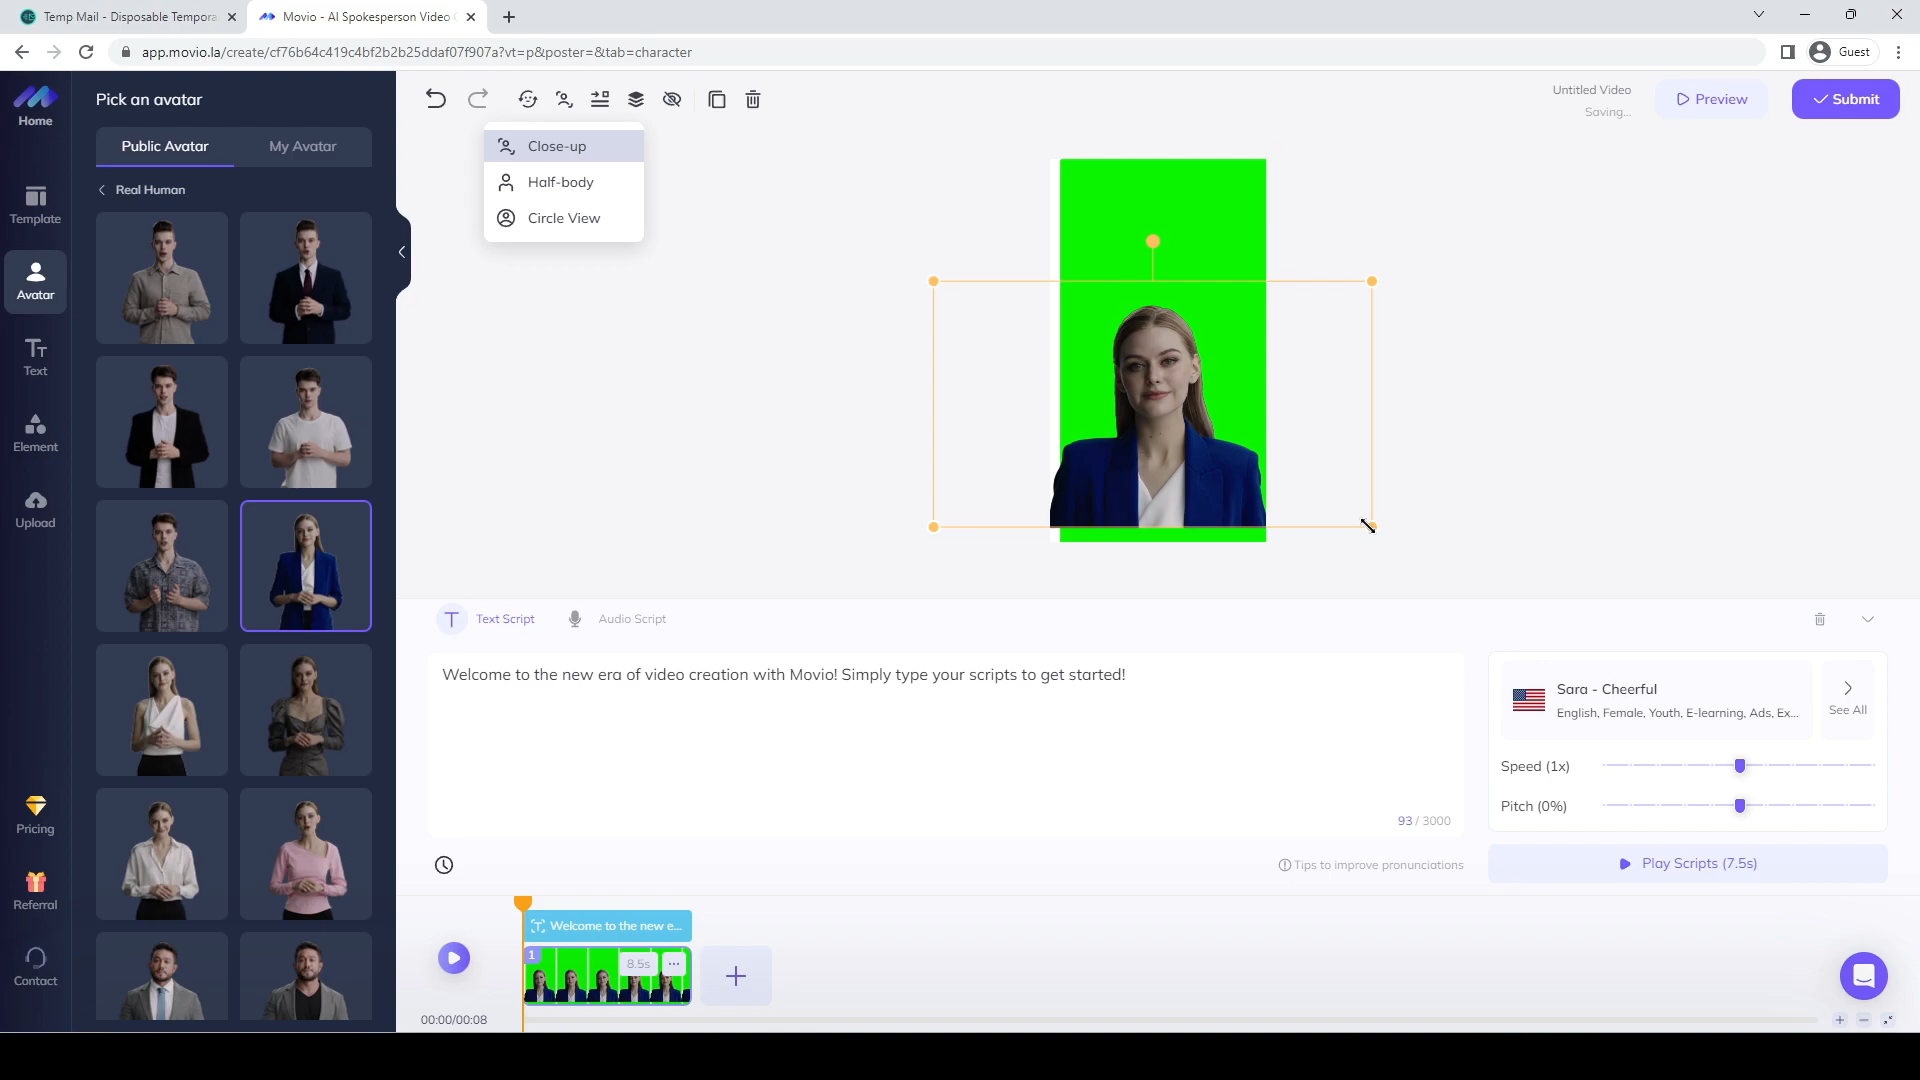 Temp Mail - Disposable Tempora
Movio - AI Spokesperson Video C
app.movio.la/create/cf76b64c419c4bf2b2b25ddaf07f907a?vt=p&poster=&tab=character
Guest
Home
Template
Avatar
Text
Element
Upload
Pricing
Referral
Contact
Pick an avatar
Public Avatar
My Avatar
Real Human
Close-up
Half-body
Circle View
Untitled Video
Saving...
Preview
Submit
Text Script
Audio Script
Welcome to the new era of video creation with Movio! Simply type your scripts to get started!
93 / 3000
Tips to improve pronunciations
Sara - Cheerful
English, Female, Youth, E-learning, Ads, Ex...
See All
Speed (1x)
Pitch (0%)
Play Scripts (7.5s)
Welcome to the new e...
1
8.5s
00:00/00:08